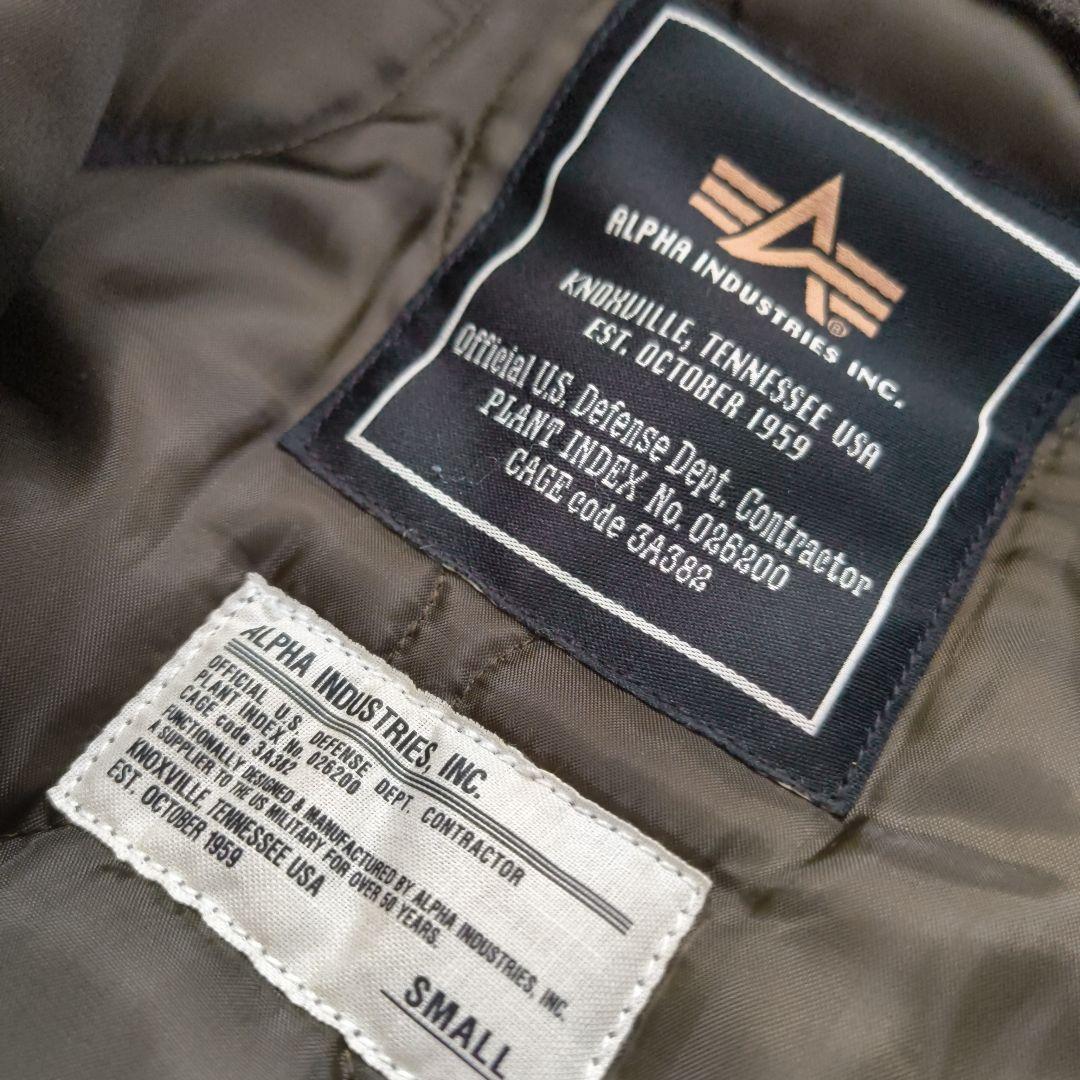 ALPHA INDUSTRIES INC.
®
KNOXVILLE, TENNESSEE USA
EST. OCTOBER 1959
Official U.S. Defense Dept. Contractor
PLANT INDEX No. 026200
CAGE code 3A382
ALPHA INDUSTRIES, INC.
OFFICIAL U.S. DEFENSE DEPT. CONTRACTOR
PLANT INDEX No. 026200
CAGE code 3A382
FUNCTIONALLY DESIGNED & MANUFACTURED BY ALPHA INDUSTRIES, INC.
A SUPPLIER TO THE US MILITARY FOR OVER 50 YEARS.
KNOXVILLE, TENNESSEE USA
EST. OCTOBER 1959
SMALL